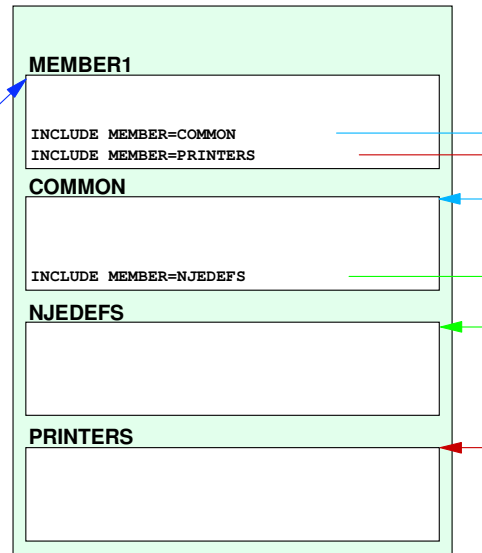 MEMBER1
INCLUDE MEMBER=COMMON
INCLUDE MEMBER=PRINTERS
COMMON
INCLUDE MEMBER=NJEDEFS
NJEDEFS
PRINTERS